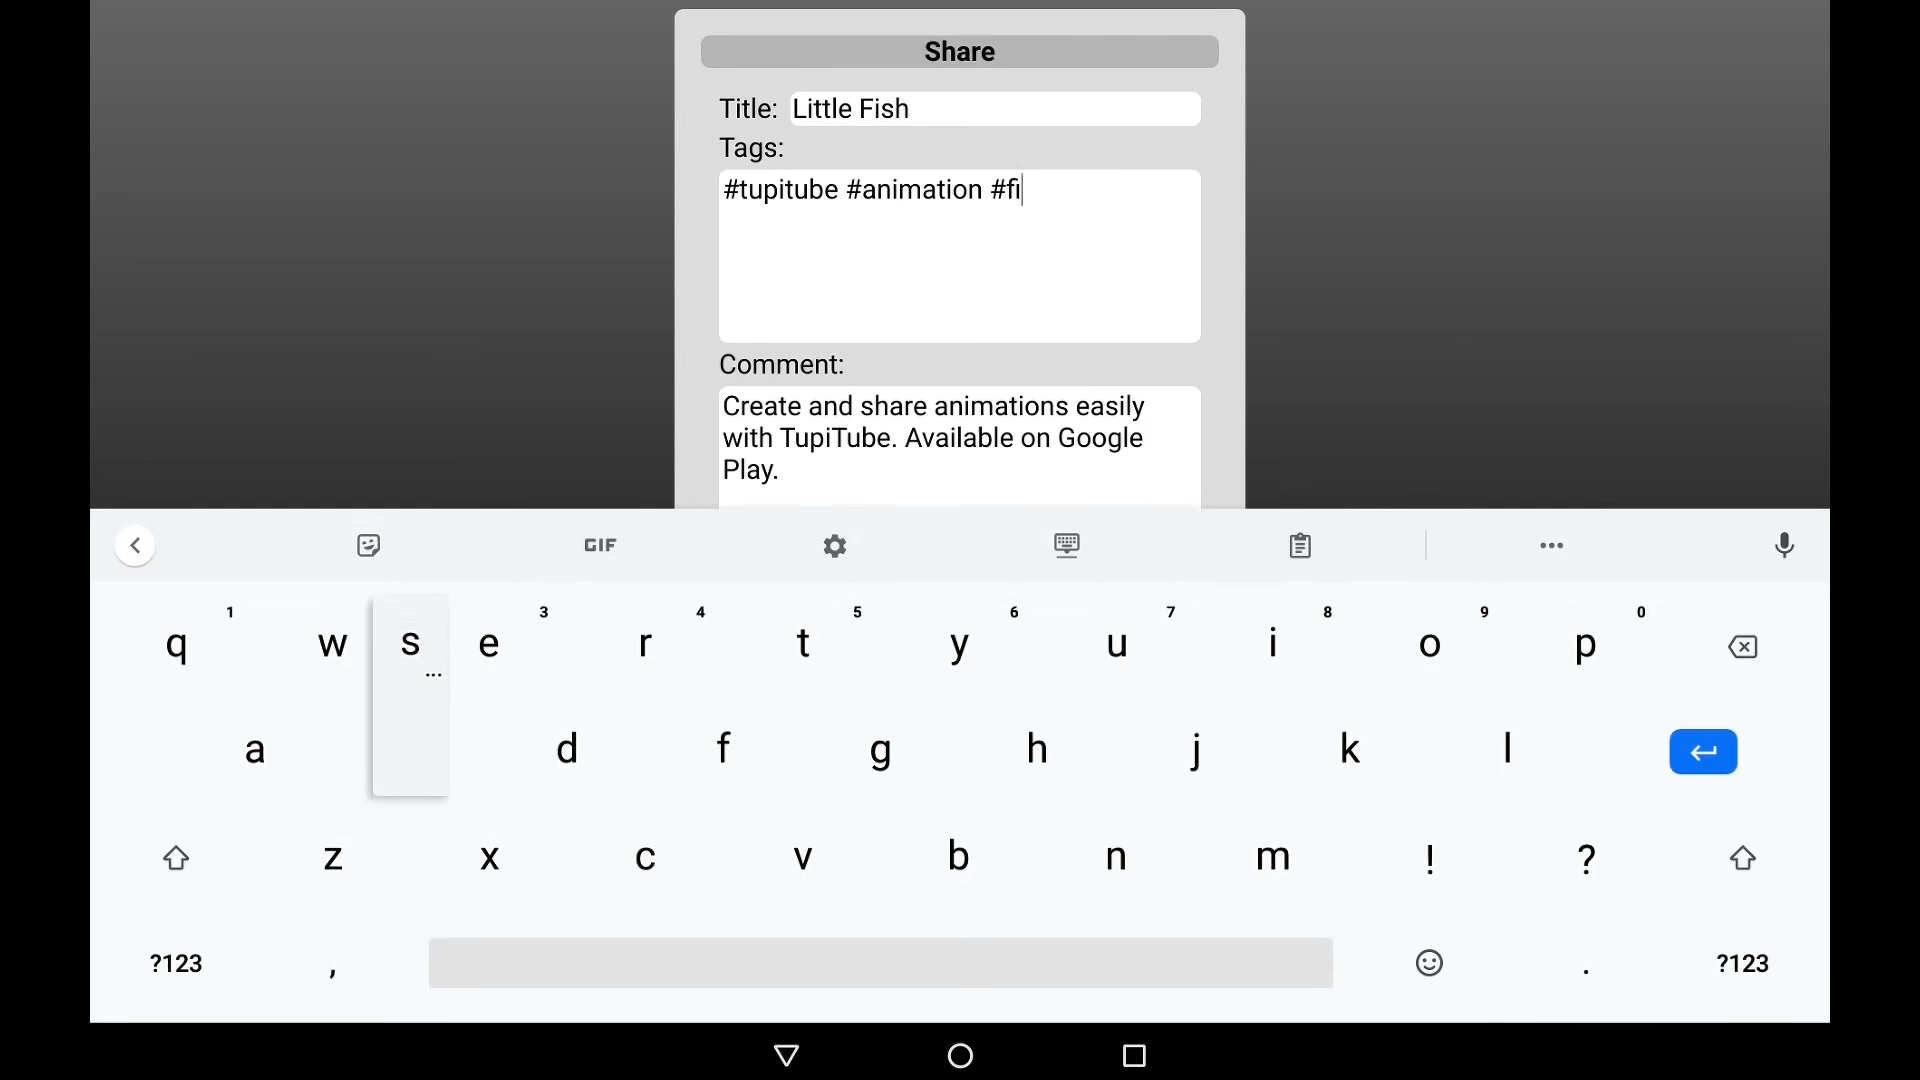 Share
Title: Little Fish
Tags:
#tupitube #animation #fi
Comment:
Create and share animations easily
with TupiTube. Available on Google
Play.
GIF
1 3 4 5 6 7 8 9 0
q w s e r t y u i o p
...
a d f g h j k l
z x c v b n m ! ?
?123 , . ?123